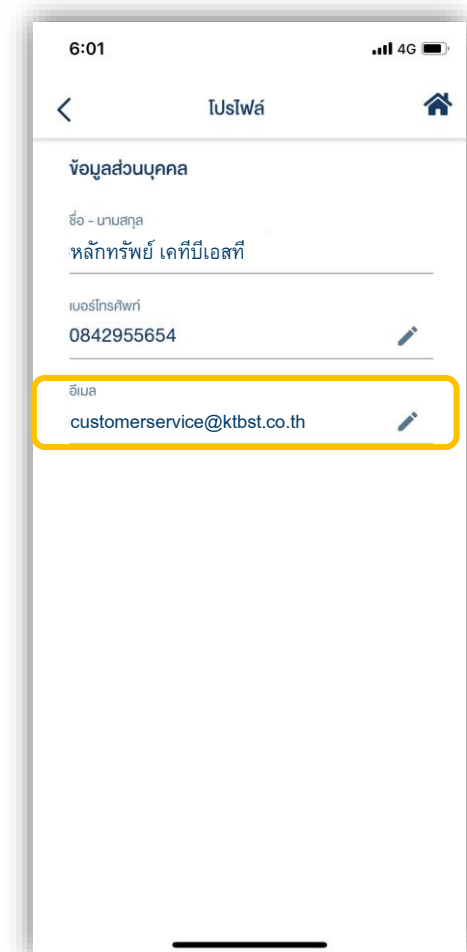 6:01
4G
โปรไฟล์
ข้อมูลส่วนบุคคล
ชื่อ - นามสกุล
หลักทรัพย์ เคทีบีเอสที
เบอร์โทรศัพท์
0842955654
อีเมล
customerservice@ktbst.co.th